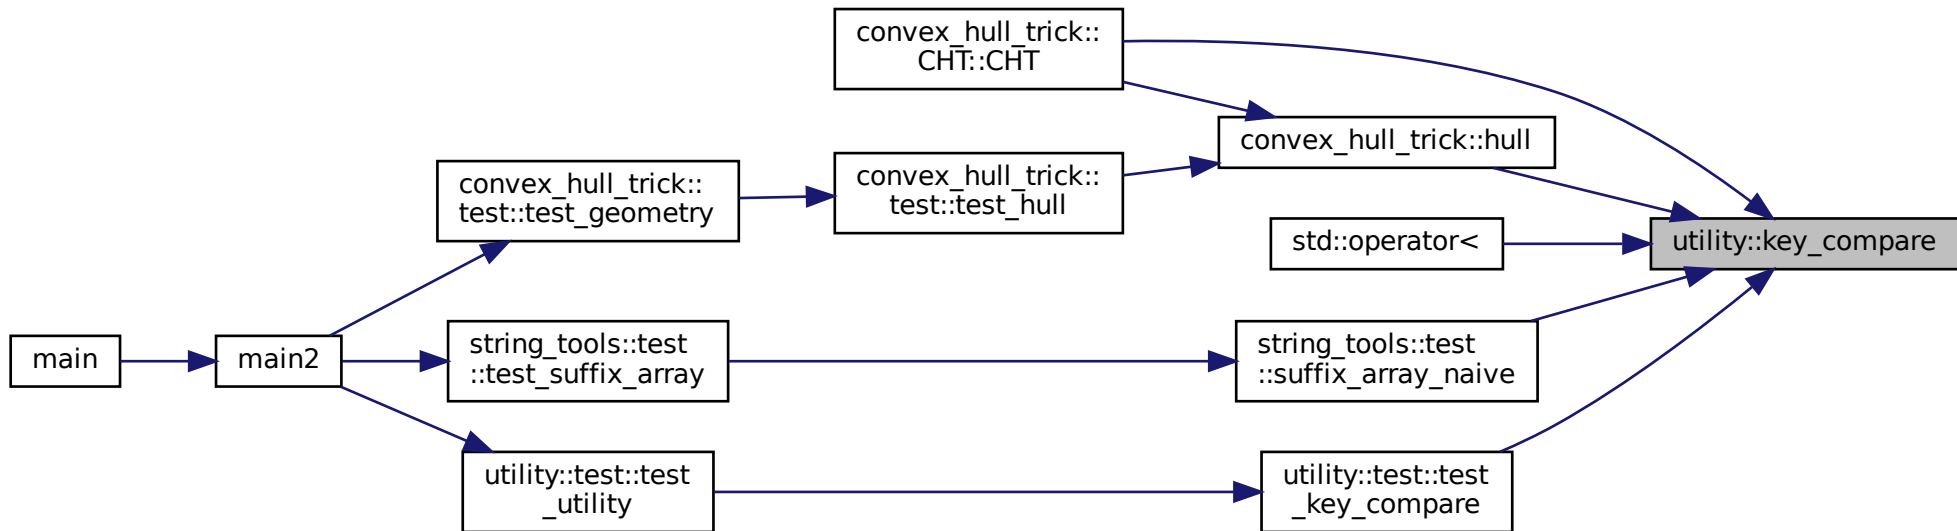 convex_hull_trick::
CHT::CHT
convex_hull_trick::hull
convex_hull_trick::
test::test_geometry
convex_hull_trick::
test::test_hull
std::operator<
utility::key_compare
main
main2
string_tools::test
::test_suffix_array
string_tools::test
::suffix_array_naive
utility::test::test
_utility
utility::test::test
_key_compare